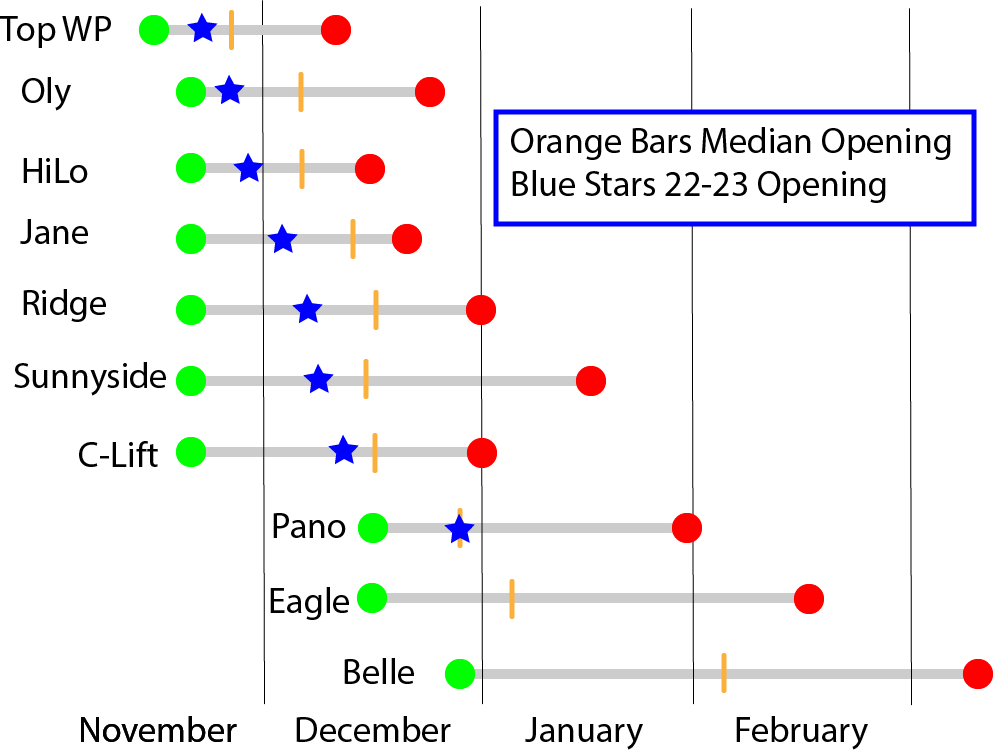 Top WP
Oly
Orange Bars Median Opening
Blue Stars 22-23 Opening
HiLo
Jane
Ridge
Sunnyside
C-Lift
Pano
Eagle
Belle
November December January February